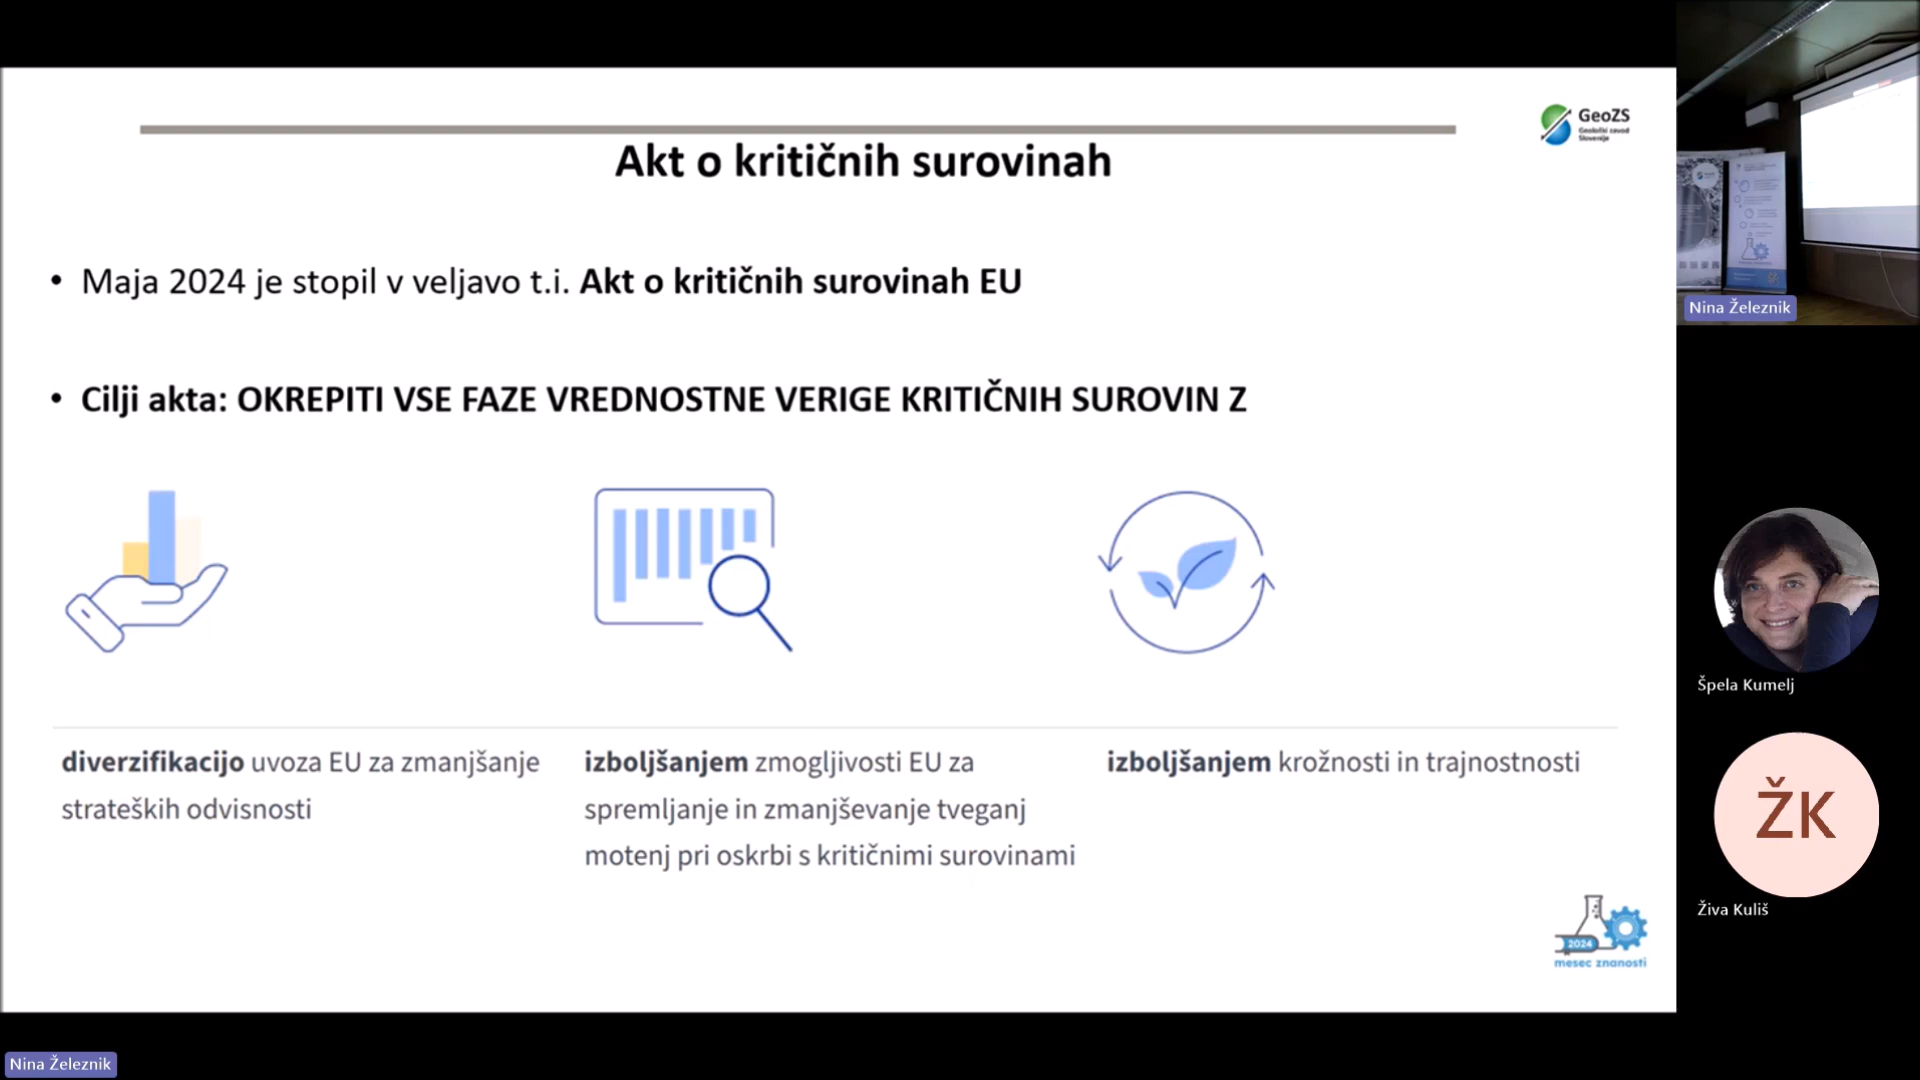 Akt o kritičnih surovinah
GeoZS
Geološki zavod
Slovenije
• Maja 2024 je stopil v veljavo t.i. Akt o kritičnih surovinah EU
• Cilji akta: OKREPITI VSE FAZE VREDNOSTNE VERIGE KRITIČNIH SUROVIN Z
diverzifikacijo uvoza EU za zmanjšanje
strateških odvisnosti
izboljšanjem zmogljivosti EU za
spremljanje in zmanjševanje tveganj
motenj pri oskrbi s kritičnimi surovinami
izboljšanjem krožnosti in trajnostnosti
2024
mesec znanosti
Nina Železnik
Špela Kumelj
ŽK
Živa Kuliš
Nina Železnik